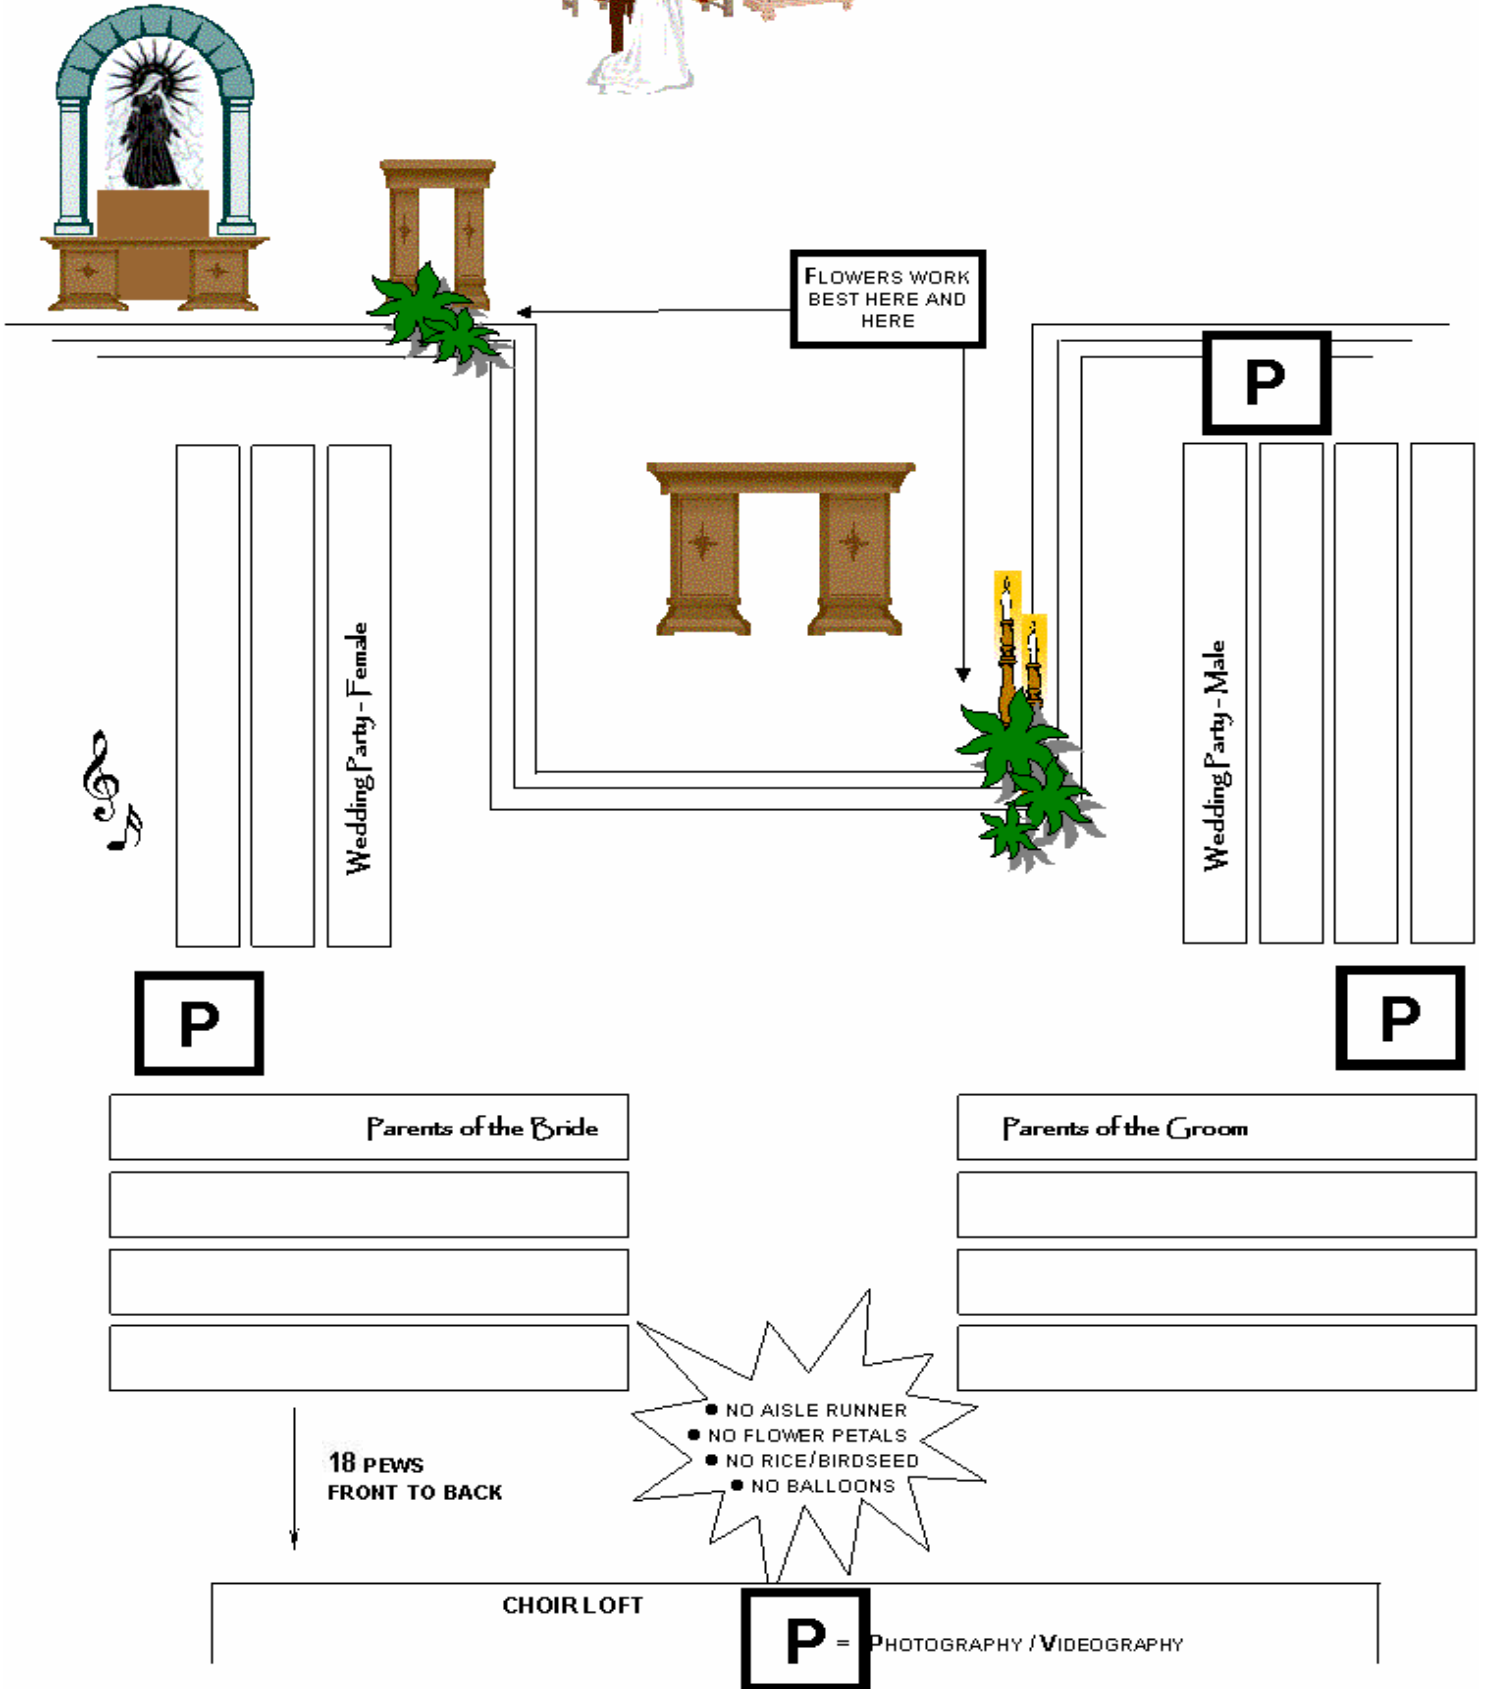 FLOWERS WORK
BEST HERE AND
HERE
P
Wedding Party - Female
Wedding Party - Male
P
P
Parents of the Bride
Parents of the Groom
• NO AISLE RUNNER
• NO FLOWER PETALS
• NO RICE/BIRDSEED
• NO BALLOONS
18 PEWS
FRONT TO BACK
CHOIR LOFT
P = PHOTOGRAPHY / VIDEOGRAPHY